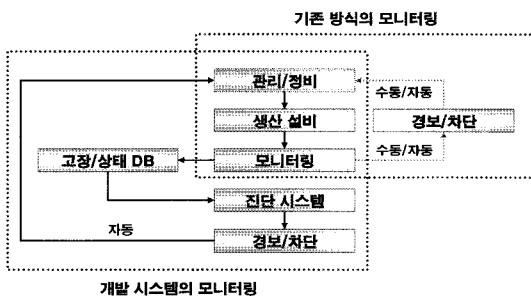 기존 방식의 모니터링
관리/정비
수동/자동
생산 설비
경보/차단
수동/자동
고장/상태 DB
모니터링
진단 시스템
자동
경보/차단
개발 시스템의 모니터링